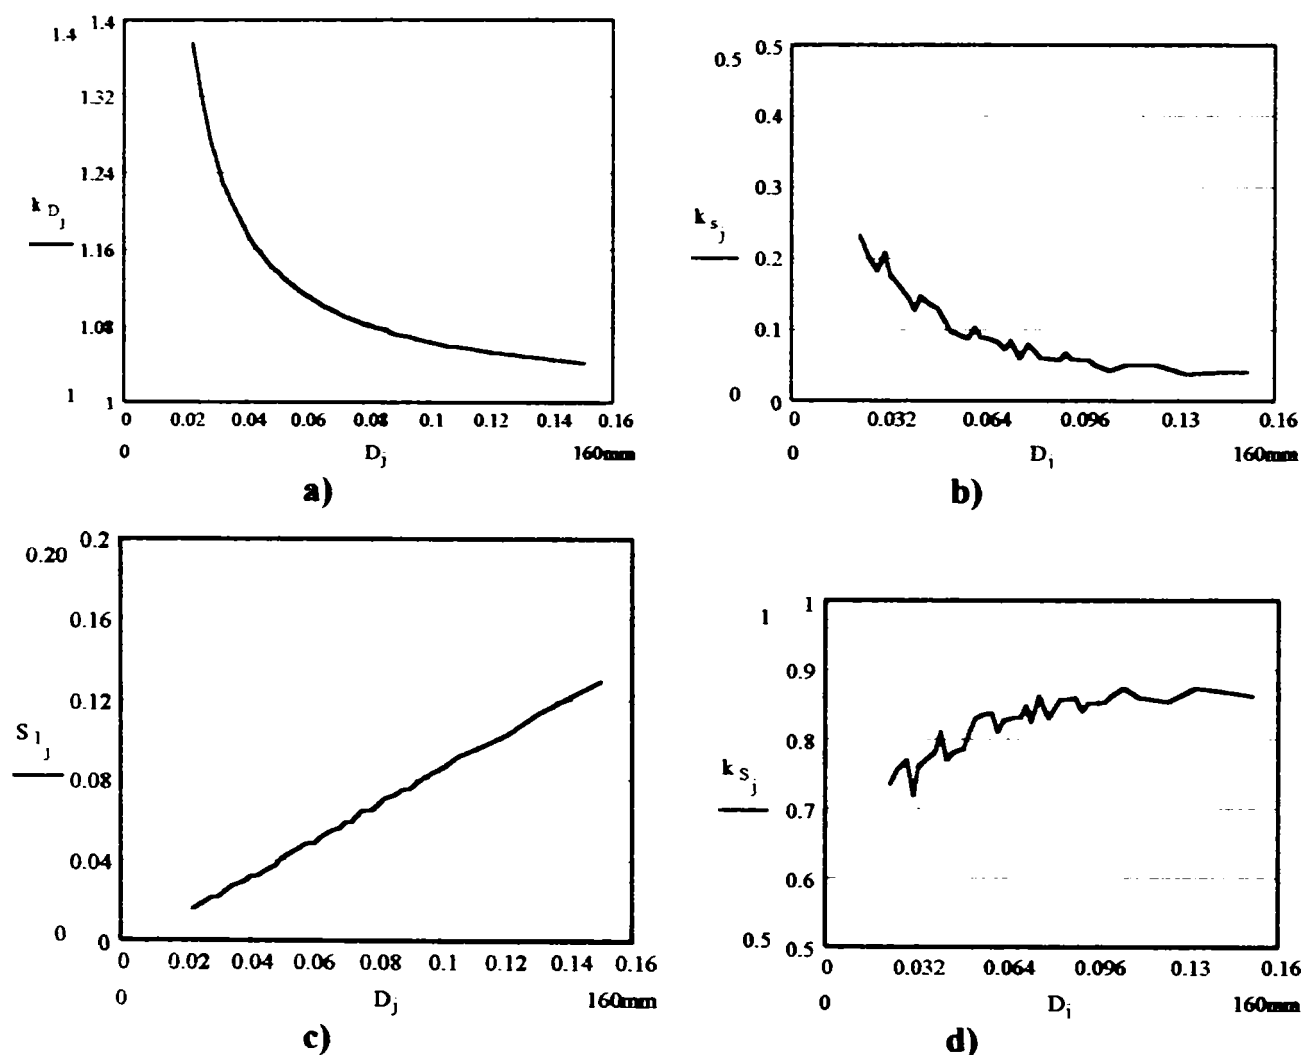 1.4 1.4
1.32
1.24
k D j
1.16
1.08
1 1
0 0.02 0.04 0.06 0.08 0.1 0.12 0.14 0.16
0 D j 160mm
a)
0.5 0.5
0.4
0.3
k s j
0.2
0.1
0 0
0 0.032 0.064 0.096 0.13 0.16
0 D j 160mm
b)
0.20 0.2
0.16
0.12
S 1 j
0.08
0.04
0 0
0 0.02 0.04 0.06 0.08 0.1 0.12 0.14 0.16
0 D j 160mm
c)
1 1
0.9
0.8
k S j
0.7
0.6
0.5 0.5
0 0.032 0.064 0.096 0.13 0.16
0 D j 160mm
d)